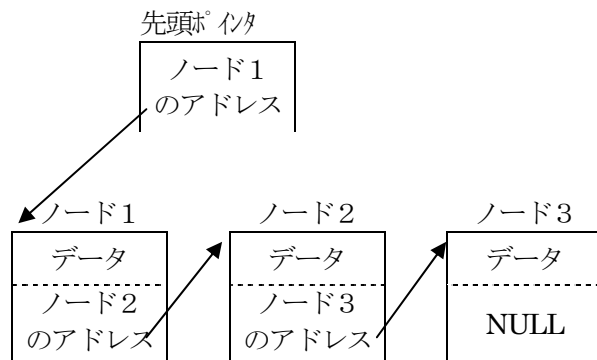 先頭ﾎﾟｲﾝﾀ
ノード１
のアドレス
ノード１
ノード２
ノード３
データ
データ
データ
ノード２
のアドレス
ノード３
のアドレス
NULL